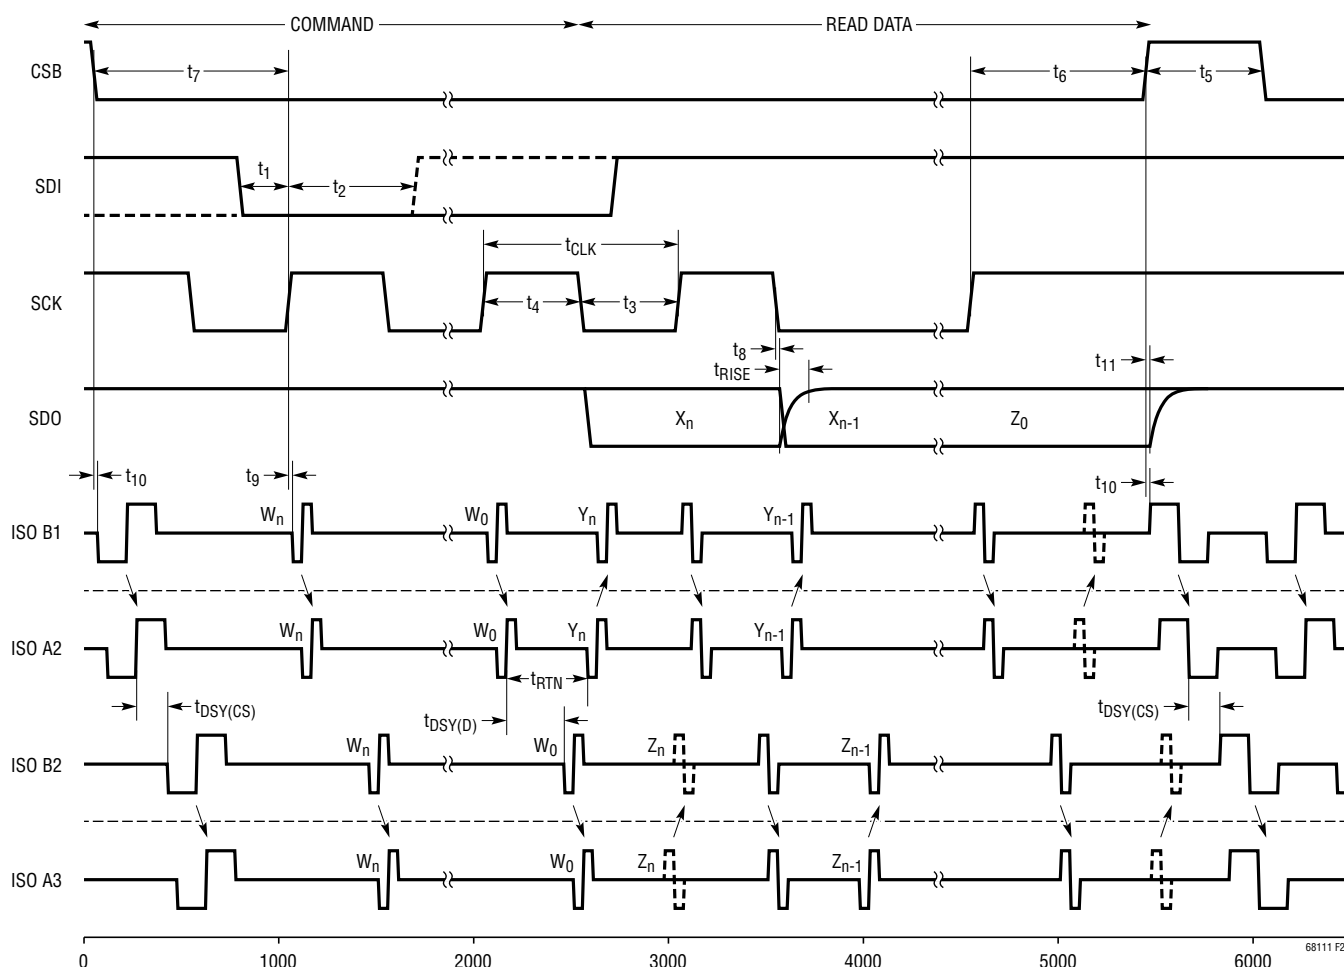 COMMAND READ DATA
CSB t7 t6 t5
SDI t1 t2
tCLK
SCK t4 t3
t8
tRISE t11
SDO Xn Xn-1 Z0
t10 t9 t10
ISO B1 Wn W0 Yn Yn-1
ISO A2 Wn W0 Yn Yn-1
tRTN
tDSY(CS) tDSY(D) tDSY(CS)
ISO B2 Wn W0 Zn Zn-1
ISO A3 Wn W0 Zn Zn-1
0 1000 2000 3000 4000 5000 6000
68111 F2